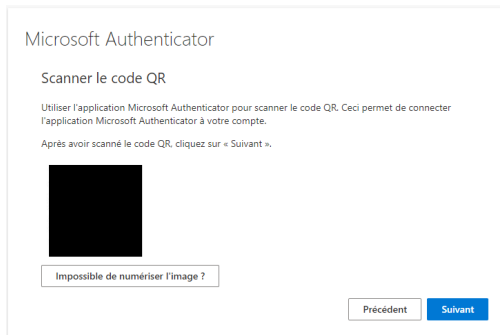 Microsoft Authenticator
Scanner le code QR
Utiliser l'application Microsoft Authenticator pour scanner le code QR. Ceci permet de connecter
l'application Microsoft Authenticator à votre compte.
Après avoir scanné le code QR, cliquez sur « Suivant ».
Impossible de numériser l'image ?
Précédent
Suivant